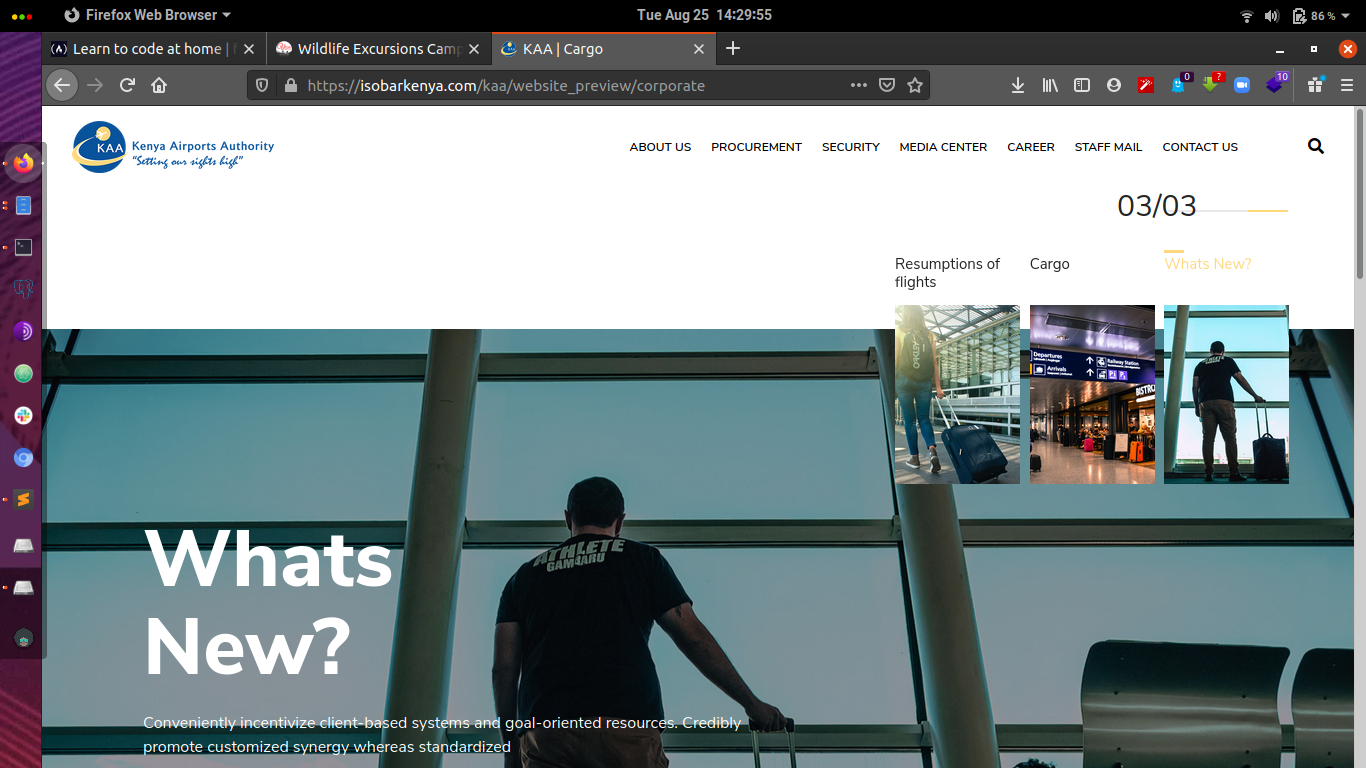 Firefox Web Browser
Tue Aug 25 14:29:55
86 %
Learn to code at home |
Wildlife Excursions Camp
KAA | Cargo
https://isobarkenya.com/kaa/website_preview/corporate
0
?
10
KAA
Kenya Airports Authority
"Setting our sights high"
ABOUT US
PROCUREMENT
SECURITY
MEDIA CENTER
CAREER
STAFF MAIL
CONTACT US
03/03
Resumptions of
flights
Cargo
Whats New?
OAKLEY
Departures
Arrivals
Railway Station
BISTRO
ATHLETE
GAMBARU
Whats
New?
Conveniently incentivize client-based systems and goal-oriented resources. Credibly
promote customized synergy whereas standardized